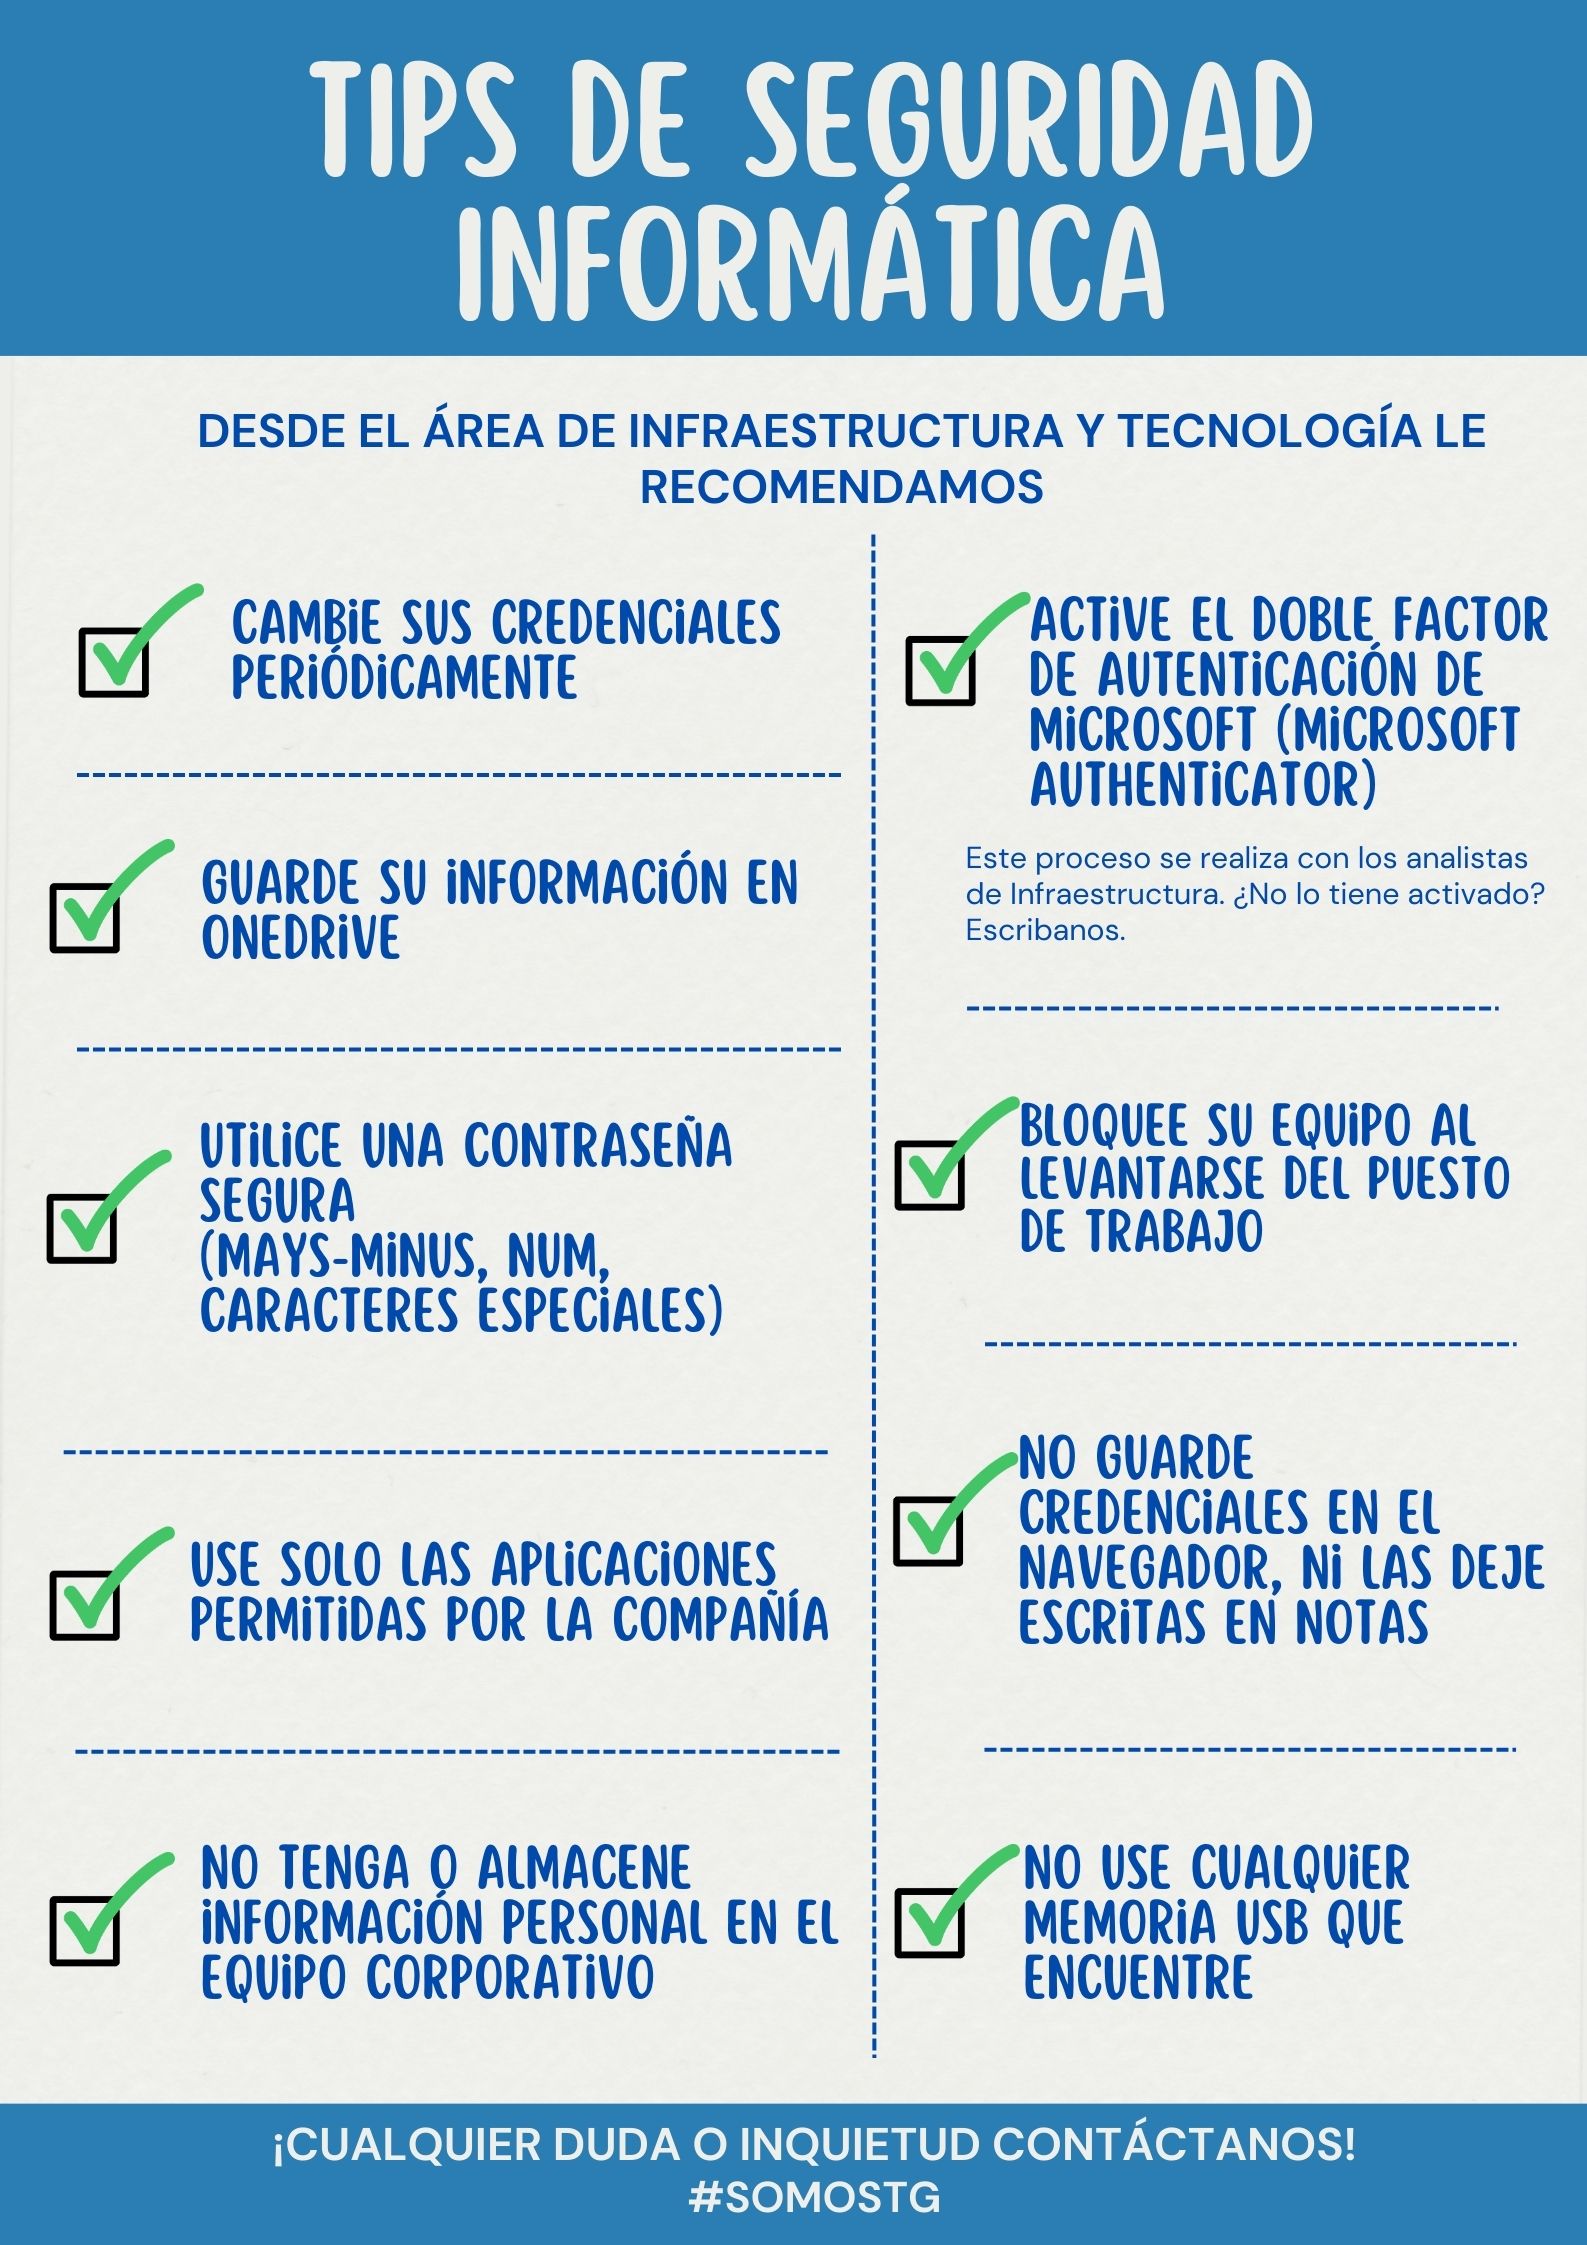 TIPS DE SEGURIDAD
INFORMÁTICA
DESDE EL ÁREA DE INFRAESTRUCTURA Y TECNOLOGÍA LE
RECOMENDAMOS
CAMBiE SUS CREDENCiALES
PERiÓDiCAMENTE
GUARDE SU iNFORMACiÓN EN
ONEDRiVE
UTiLiCE UNA CONTRASEÑA
SEGURA
(MAYS-MiNUS, NUM,
CARACTERES ESPECiALES)
USE SOLO LAS APLiCACiONES
PERMiTiDAS POR LA COMPAÑÍA
NO TENGA O ALMACENE
iNFORMACiÓN PERSONAL EN EL
EQUiPO CORPORATiVO
ACTiVE EL DOBLE FACTOR
DE AUTENTiCACiÓN DE
MiCROSOFT (MiCROSOFT
AUTHENTiCATOR)
Este proceso se realiza con los analistas
de Infraestructura. ¿No lo tiene activado?
Escribanos.
BLOQUEE SU EQUiPO AL
LEVANTARSE DEL PUESTO
DE TRABAJO
NO GUARDE
CREDENCiALES EN EL
NAVEGADOR, Ni LAS DEJE
ESCRiTAS EN NOTAS
NO USE CUALQUiER
MEMORiA USB QUE
ENCUENTRE
¡CUALQUIER DUDA O INQUIETUD CONTÁCTANOS!
#SOMOSTG